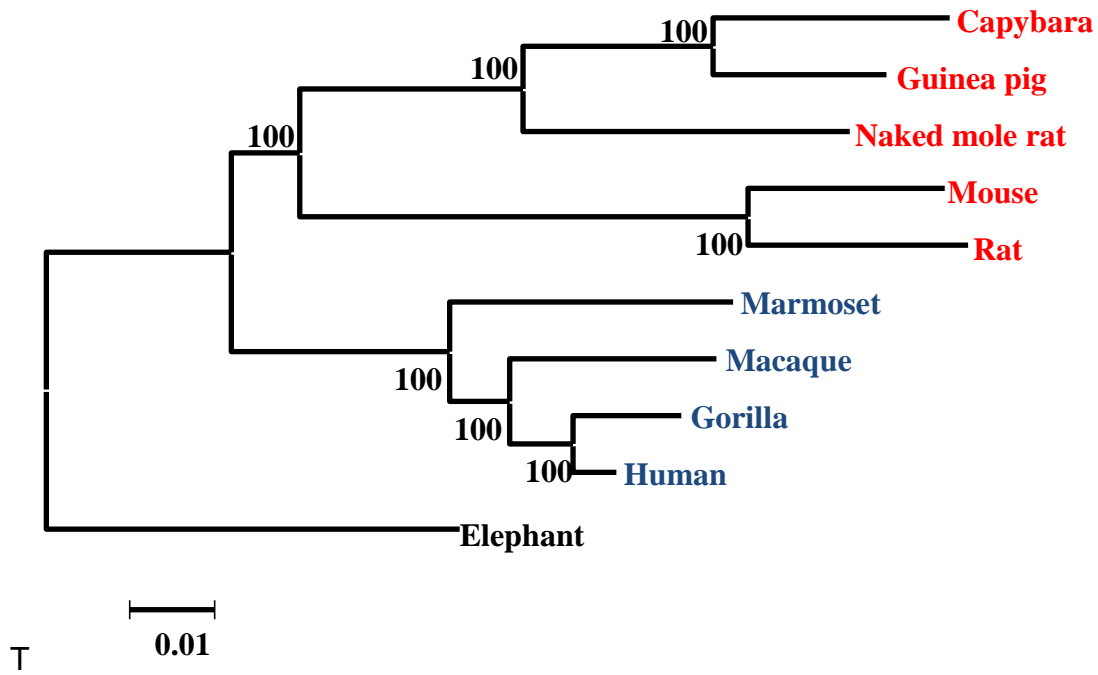 100
Capybara
100
Guinea pig
100
Naked mole rat
Mouse
100
Rat
Marmoset
100
Macaque
100
Gorilla
100
Human
Elephant
0.01
T